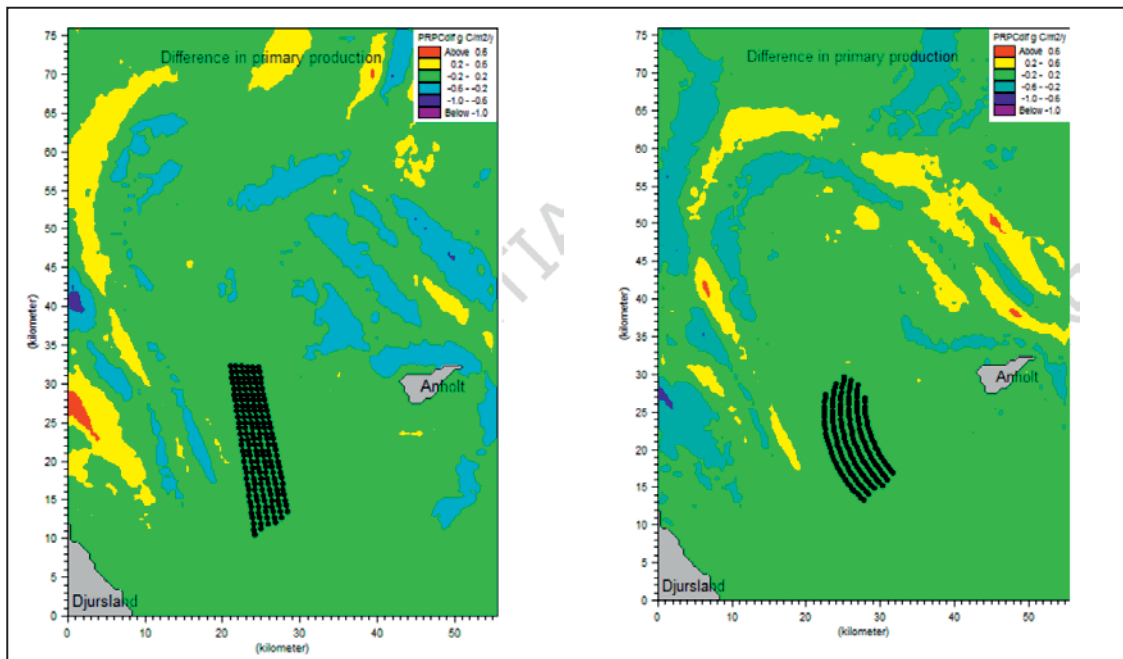 PRPCdif g C/m2/y
Above 0.6
0.2 - 0.6
-0.2 - 0.2
-0.6 - -0.2
-1.0 - -0.6
Below -1.0
Difference in primary production
75
70
65
60
55
50
45
40
35
30
25
20
15
10
5
0
(kilometer)
Anholt
Djursland
0 10 20 30 40 50
(kilometer)
TIA
PRPCdif g C/m2/y
Above 0.6
0.2 - 0.6
-0.2 - 0.2
-0.6 - -0.2
-1.0 - -0.6
Below -1.0
Difference in primary production
75
70
65
60
55
50
45
40
35
30
25
20
15
10
5
0
(kilometer)
Anholt
Djursland
0 10 20 30 40 50
(kilometer)